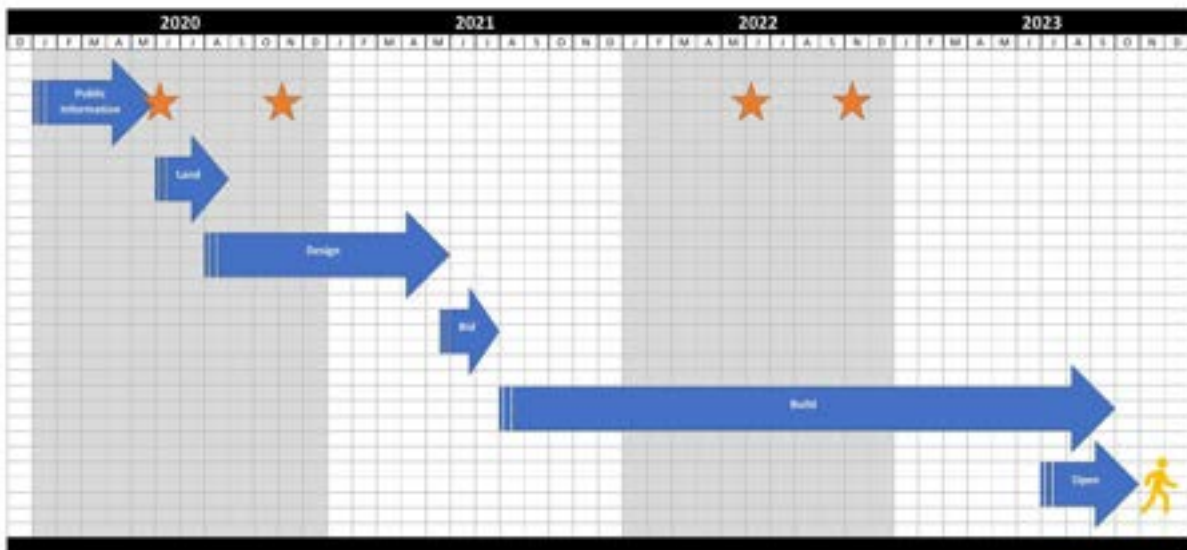 2020 2021 2022 2023
D J F M A M J J A S O N D J F M A M J J A S O N D J F M A M J J A S N D J F M A M J J A S O N D
Public
Information
Land
Design
Bid
Build
Open